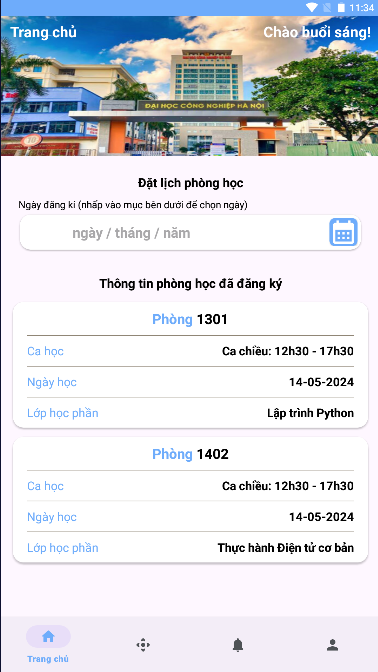 11:34
Trang chủ
Chào buổi sáng!
ĐẠI HỌC CÔNG NGHIỆP HÀ NỘI
Đặt lịch phòng học
Ngày đăng kí (nhấp vào mục bên dưới để chọn ngày)
ngày / tháng / năm
Thông tin phòng học đã đăng ký
Phòng 1301
Ca học Ca chiều: 12h30 - 17h30
Ngày học 14-05-2024
Lớp học phần Lập trình Python
Phòng 1402
Ca học Ca chiều: 12h30 - 17h30
Ngày học 14-05-2024
Lớp học phần Thực hành Điện tử cơ bản
Trang chủ